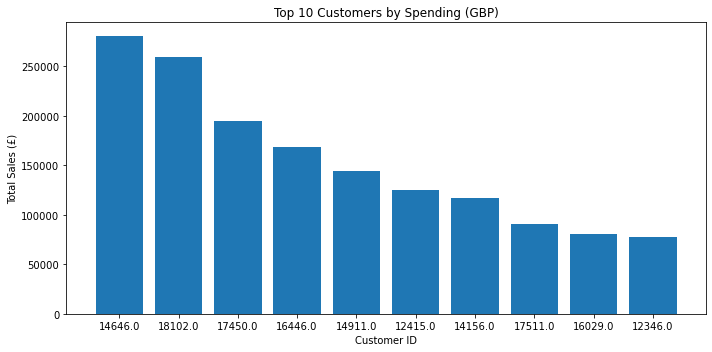 Top 10 Customers by Spending (GBP)
Total Sales (£)
250000
200000
150000
100000
50000
0
14646.0 18102.0 17450.0 16446.0 14911.0 12415.0 14156.0 17511.0 16029.0 12346.0
Customer ID